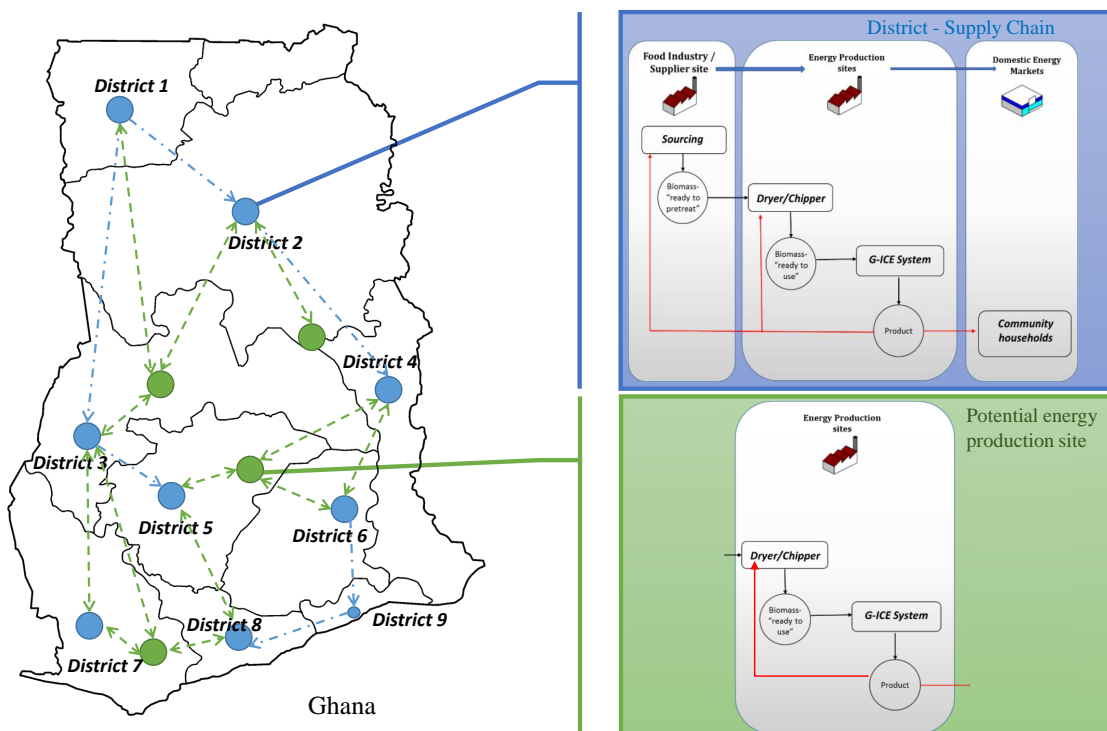 District 1
District 2
District 4
District 3
District 5
District 6
District 8
District 9
District 7
Ghana
District - Supply Chain
Food Industry /
Supplier site
Energy Production
sites
Domestic Energy
Markets
Sourcing
Biomass-
"ready to
pretreat"
Dryer/Chipper
Biomass-
"ready to
use"
G-ICE System
Product
Community
households
Potential energy
production site
Energy Production
sites
Dryer/Chipper
Biomass-
"ready to
use"
G-ICE System
Product